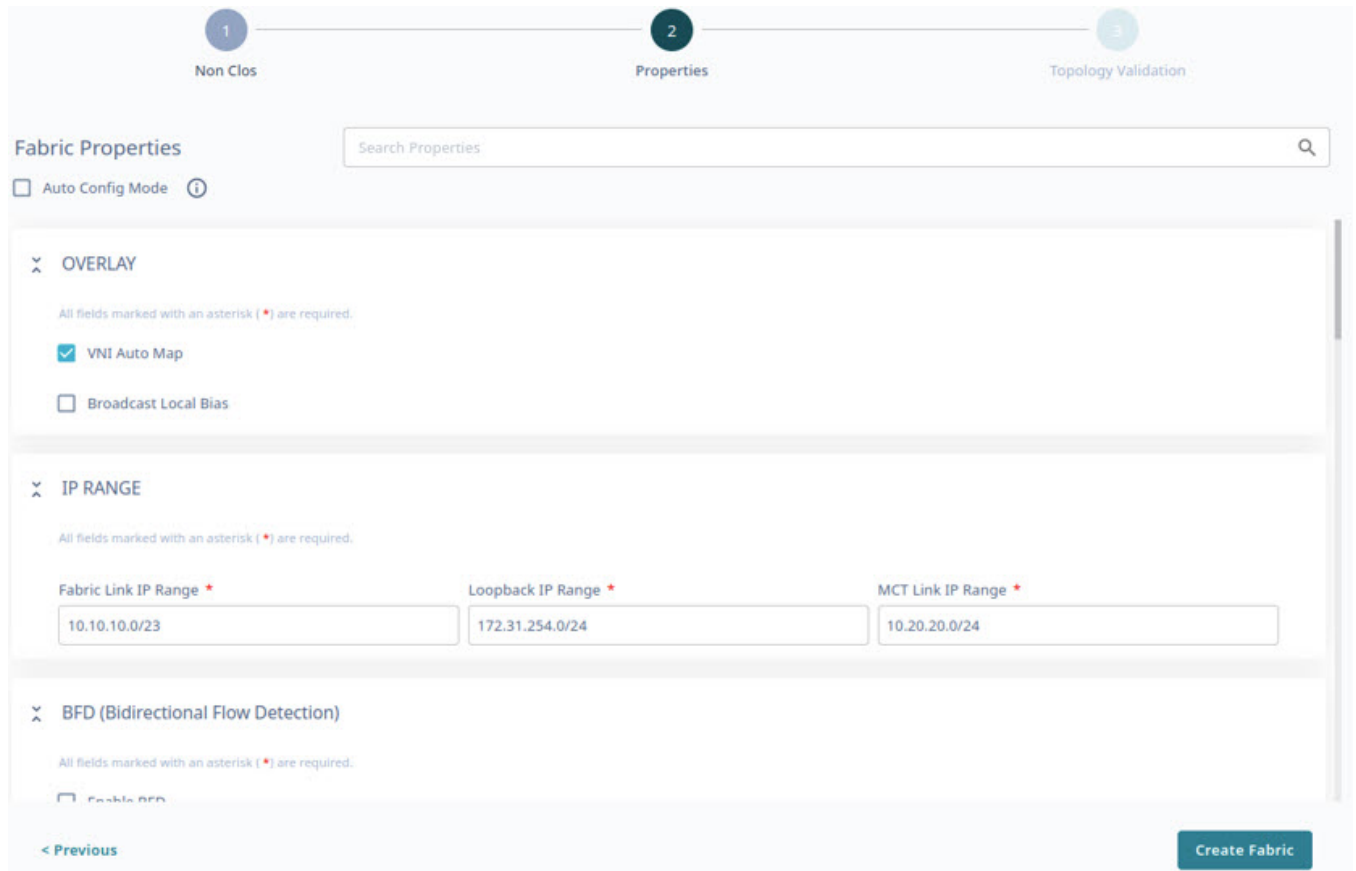 1 2 3
Non Clos Properties Topology Validation
Fabric Properties
Search Properties
Auto Config Mode
OVERLAY
All fields marked with an asterisk ( *) are required.
VNI Auto Map
Broadcast Local Bias
IP RANGE
All fields marked with an asterisk ( *) are required.
Fabric Link IP Range * Loopback IP Range * MCT Link IP Range *
10.10.10.0/23 172.31.254.0/24 10.20.20.0/24
BFD (Bidirectional Flow Detection)
All fields marked with an asterisk ( *) are required.
Enable BFD
< Previous Create Fabric